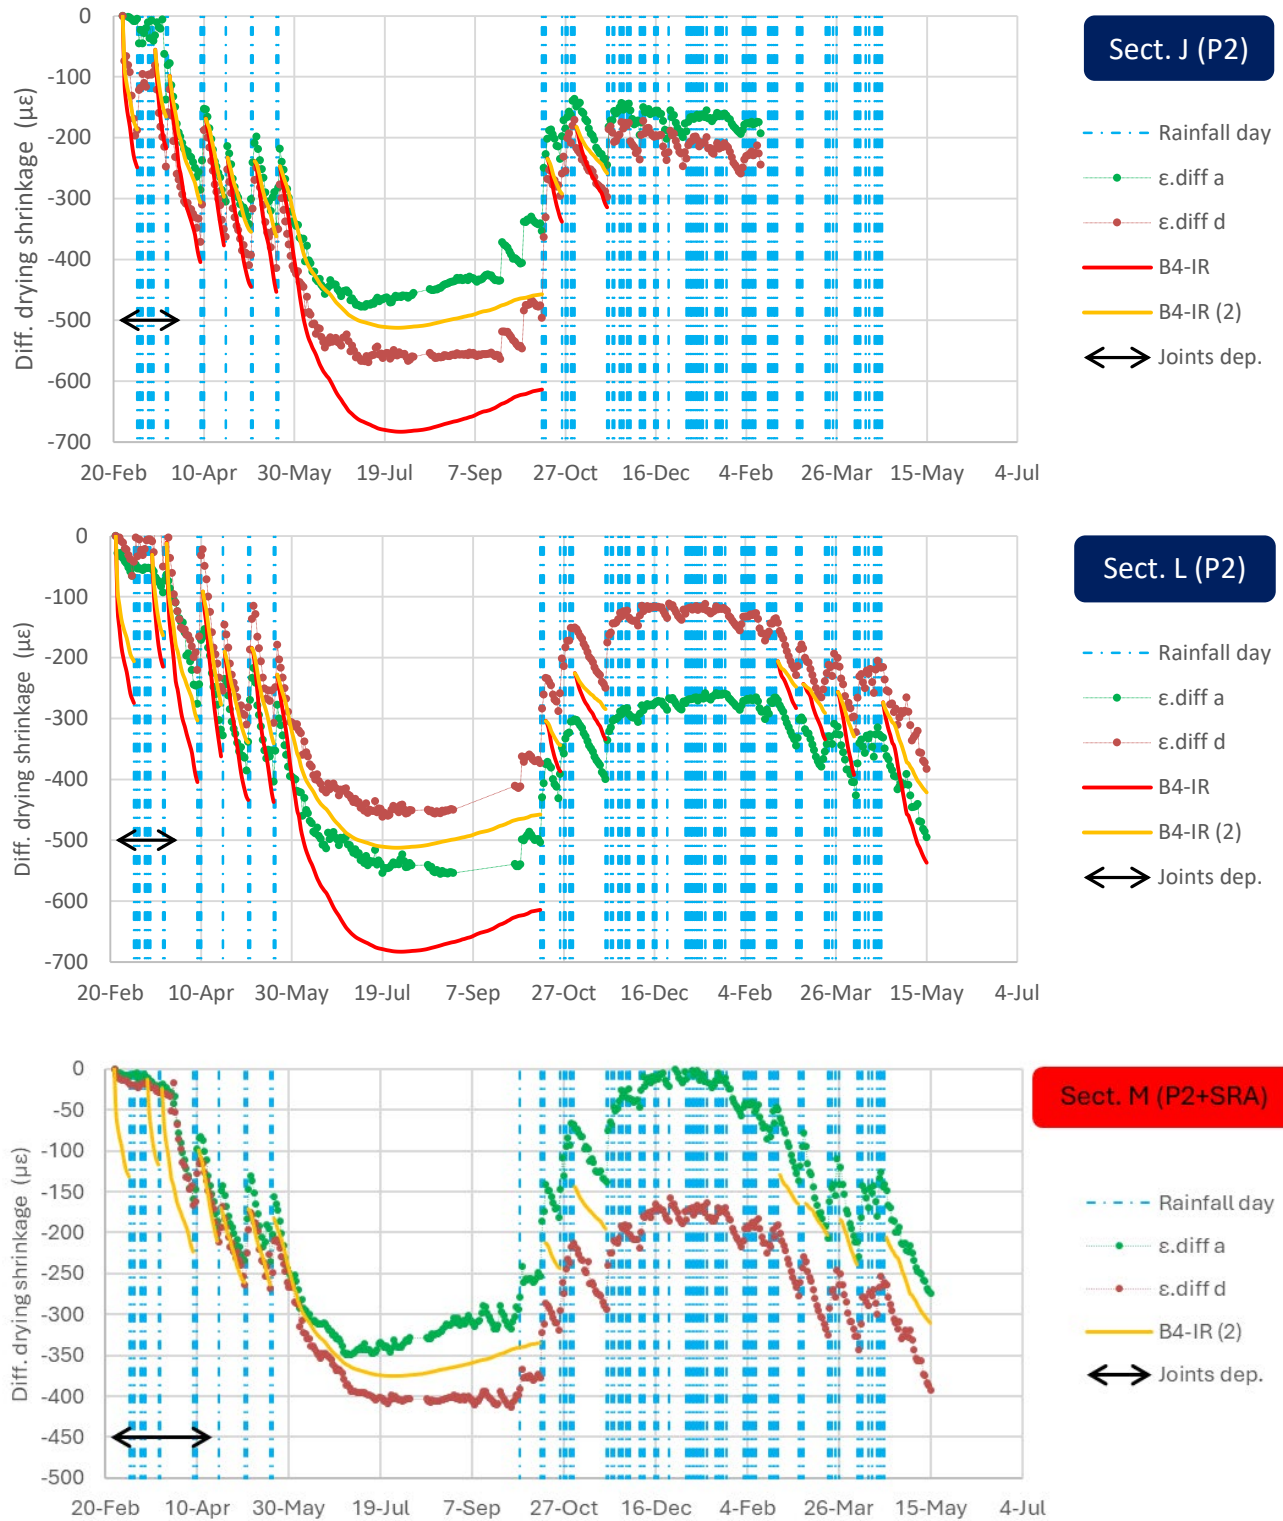 Diff. drying shrinkage (με)
0
-100
-200
-300
-400
-500
-600
-700
20-Feb 10-Apr 30-May 19-Jul 7-Sep 27-Oct 16-Dec 4-Feb 26-Mar 15-May 4-Jul
Sect. J (P2)
Rainfall day
ε.diff a
ε.diff d
B4-IR
B4-IR (2)
Joints dep.
Diff. drying shrinkage (με)
0
-100
-200
-300
-400
-500
-600
-700
20-Feb 10-Apr 30-May 19-Jul 7-Sep 27-Oct 16-Dec 4-Feb 26-Mar 15-May 4-Jul
Sect. L (P2)
Rainfall day
ε.diff a
ε.diff d
B4-IR
B4-IR (2)
Joints dep.
Diff. drying shrinkage (με)
0
-50
-100
-150
-200
-250
-300
-350
-400
-450
-500
20-Feb 10-Apr 30-May 19-Jul 7-Sep 27-Oct 16-Dec 4-Feb 26-Mar 15-May 4-Jul
Sect. M (P2+SRA)
Rainfall day
ε.diff a
ε.diff d
B4-IR (2)
Joints dep.